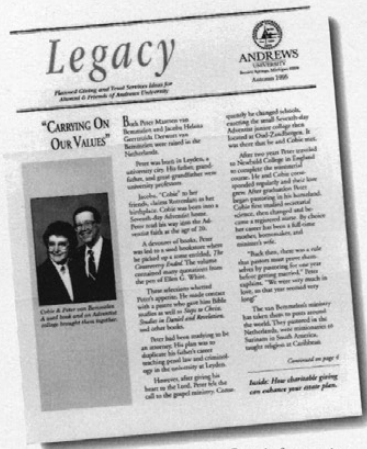 Legacy
Planned Giving and Trust Services Ideas for
Alumni & Friends of Andrews University
ANDREWS
UNIVERSITY
Berrien Springs, Michigan 49104
Autumn 1995
"CARRYING ON
OUR VALUES"
Cobie & Peter van Bemmelen
A used book and an Adventist
college brought them together.
Both Peter Maarten van
Bemmelen and Jacoba Helena
van
Bemmelen were raised in the
Netherlands.
Peter was born in Leyden, a
university city. His father, grand-
father, and great grandfather were
university professors.
Jacoba, "Cobie" to her
friends, claims Rotterdam as her
birthplace. Cobie was born into a
Seventh-day Adventist home.
Peter read his way into the Ad-
ventist faith at the age of 20.
A devourer of books, Peter
was led to a used bookstore where
he picked up a tome entitled, The
Conquest Ended. The volume
contained many quotations from
the pen of Ellen G. White.
These selections whetted
Peter's appetite. He made contact
with a pastor who gave him Bible
studies as well as Steps to Christ,
Studies in Daniel and Revelation,
and other books.
Peter had been studying to be
an attorney. His plan was to
duplicate his father's career
teaching penal law and criminol-
ogy in the university at Leyden.
However, after giving his
heart to the Lord, Peter felt the
call to the gospel ministry. Conse-
quently he changed schools,
entering the small Seventh-day
Adventist junior college then
located at Oud-Zandbergen. It
was there that he and Cobie met.
After two years Peter traveled
to Newbold College in England
to complete the ministerial
course. He and Cobie corre-
sponded regularly and their love
grew. After graduation Peter
began pastoring in his homeland.
Cobie first studied secretarial
science, then changed and be-
came a registered nurse. By choice
her career has been a full-time
mother, homemaker, and
minister's wife.
"Back then, there was a rule
that pastors must prove them-
selves by pastoring for one year
before getting married," Peter
explains. "We were very much in
love, so that year seemed very
long!"
The van Bemmelen's ministry
has taken them to posts around
the world. They pastored in the
Netherlands, were missionaries to
Surinam in South America,
taught religion at Caribbean
Continued on page 4
Inside: How charitable giving
can enhance your estate plan.